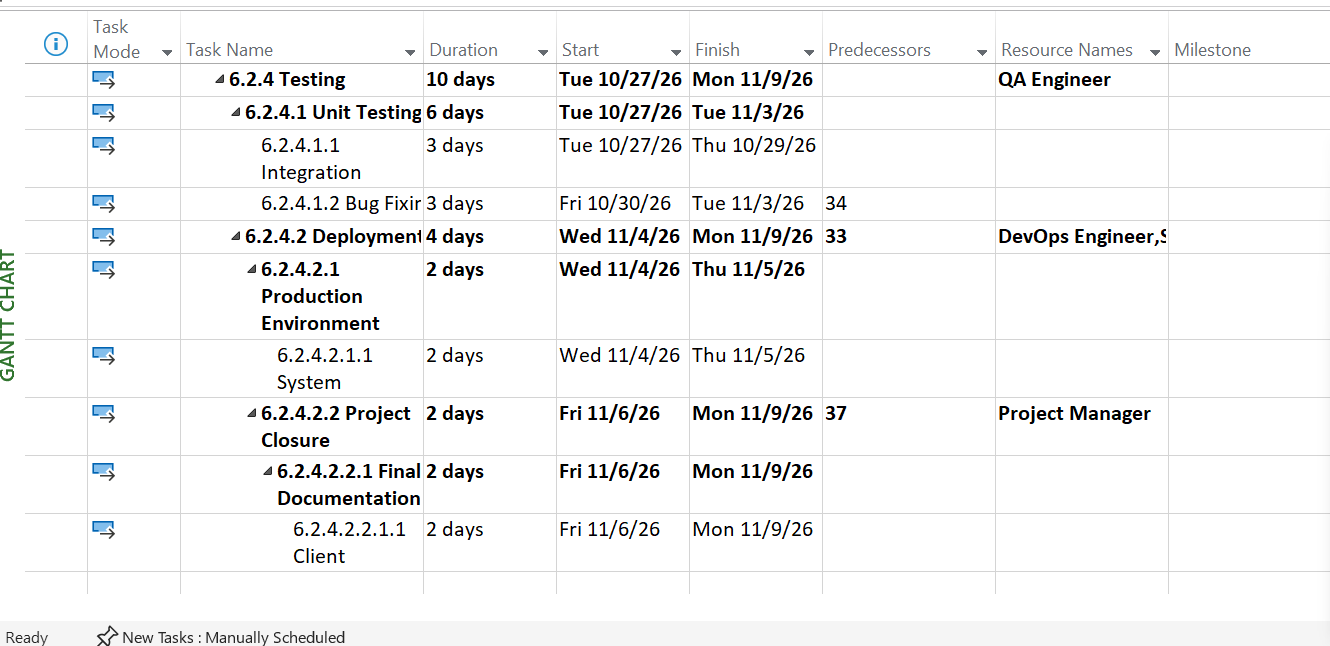 Task Mode Task Name Duration Start Finish Predecessors Resource Names Milestone
6.2.4 Testing 10 days Tue 10/27/26 Mon 11/9/26 QA Engineer
6.2.4.1 Unit Testing 6 days Tue 10/27/26 Tue 11/3/26
6.2.4.1.1 3 days Tue 10/27/26 Thu 10/29/26
Integration
6.2.4.1.2 Bug Fixin 3 days Fri 10/30/26 Tue 11/3/26 34
6.2.4.2 Deployment 4 days Wed 11/4/26 Mon 11/9/26 33 DevOps Engineer,S
6.2.4.2.1 2 days Wed 11/4/26 Thu 11/5/26
Production
Environment
6.2.4.2.1.1 2 days Wed 11/4/26 Thu 11/5/26
System
6.2.4.2.2 Project 2 days Fri 11/6/26 Mon 11/9/26 37 Project Manager
Closure
6.2.4.2.2.1 Final 2 days Fri 11/6/26 Mon 11/9/26
Documentation
6.2.4.2.2.1.1 2 days Fri 11/6/26 Mon 11/9/26
Client
GANTT CHART
Ready New Tasks : Manually Scheduled